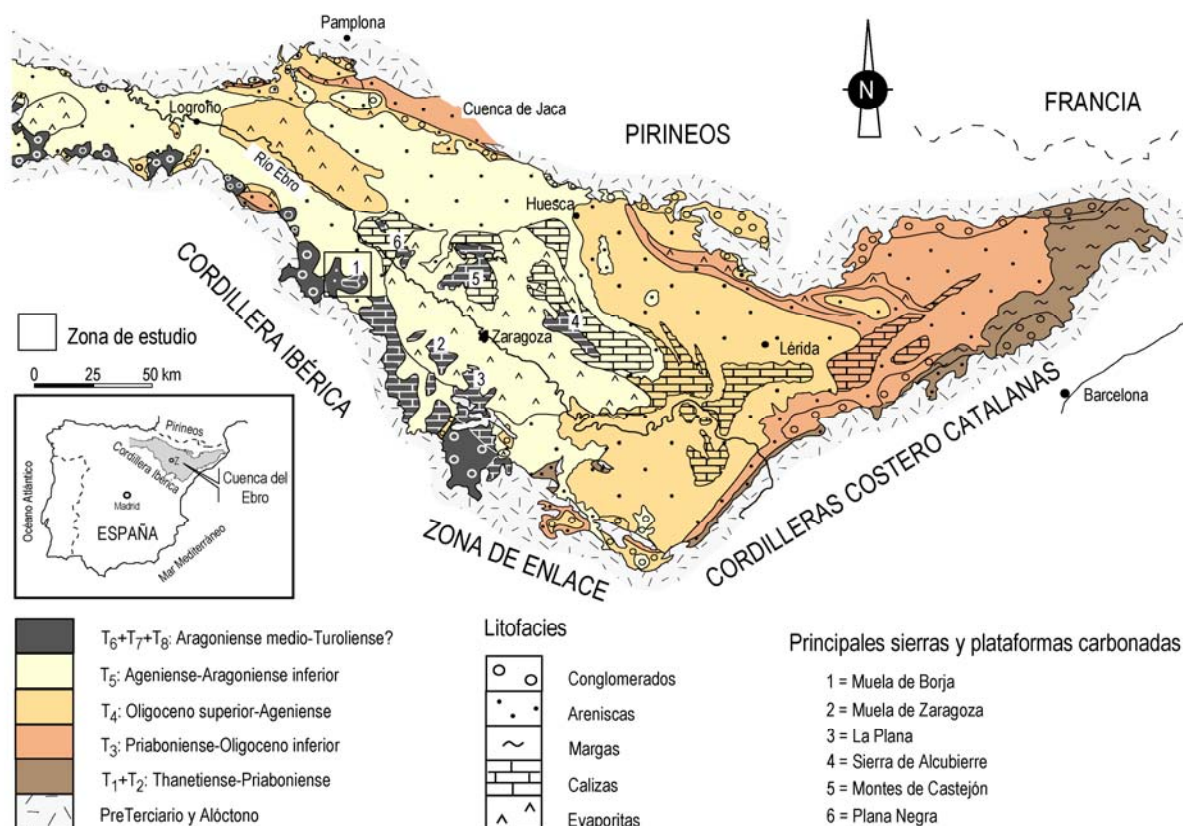 Pamplona
N
Cuenca de Jaca
FRANCIA
PIRINEOS
Logroño
Río Ebro
Huesca
6
1
5
CORDILLERA IBÉRICA
4
Zaragoza
Lérida
2
3
Zona de estudio
0 25 50 km
Barcelona
CORDILLERAS COSTERO CATALANAS
ZONA DE ENLACE
Pirineos
Cordillera Ibérica
Z
Cuenca del
Ebro
Océano Atlántico
Madrid
ESPAÑA
Mar Mediterráneo
T6+T7+T8: Aragoniense medio-Turoliense?
T5: Ageniense-Aragoniense inferior
T4: Oligoceno superior-Ageniense
T3: Priaboniense-Oligoceno inferior
T1+T2: Thanetiense-Priaboniense
PreTerciario y Alóctono
Litofacies
Conglomerados
Areniscas
Margas
Calizas
Evaporitas
Principales sierras y plataformas carbonadas
1 = Muela de Borja
2 = Muela de Zaragoza
3 = La Plana
4 = Sierra de Alcubierre
5 = Montes de Castejón
6 = Plana Negra